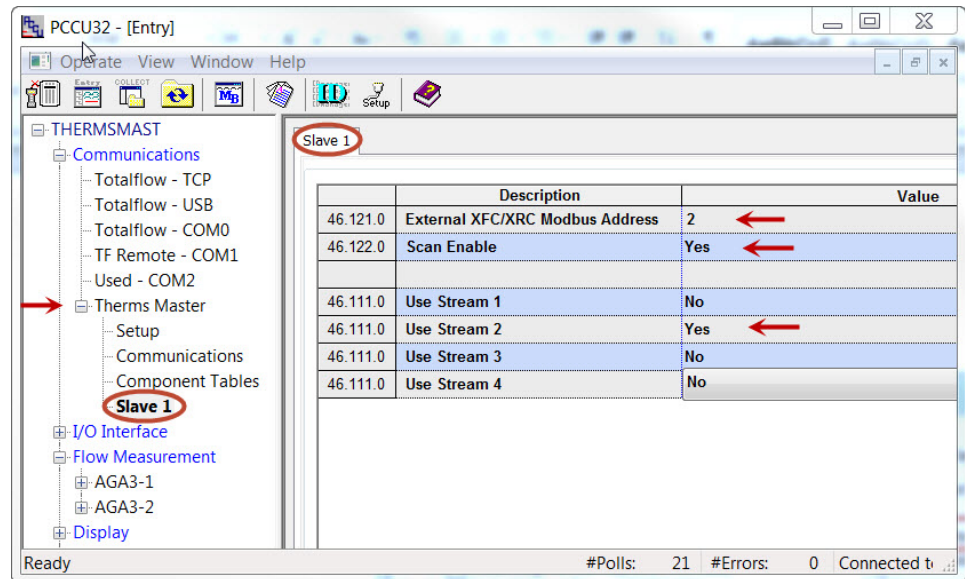 PCCU32 - [Entry]
Operate View Window Help
Entry COLLECT MB ID Setup
THERMSMAST
Communications
Totalflow - TCP
Totalflow - USB
Totalflow - COM0
TF Remote - COM1
Used - COM2
Therms Master
Setup
Communications
Component Tables
Slave 1
I/O Interface
Flow Measurement
AGA3-1
AGA3-2
Display
Slave 1
Description Value
46.121.0 External XFC/XRC Modbus Address 2
46.122.0 Scan Enable Yes
46.111.0 Use Stream 1 No
46.111.0 Use Stream 2 Yes
46.111.0 Use Stream 3 No
46.111.0 Use Stream 4 No
Ready #Polls: 21 #Errors: 0 Connected